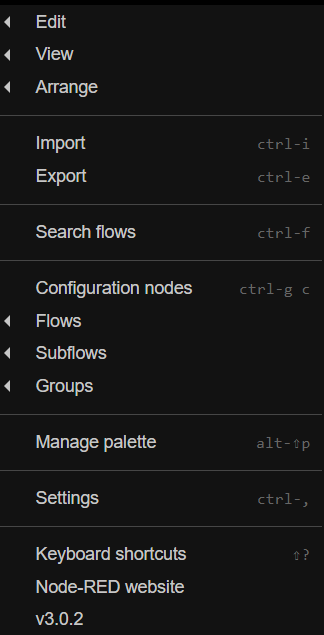 Edit
View
Arrange
Import ctrl-i
Export ctrl-e
Search flows ctrl-f
Configuration nodes ctrl-g c
Flows
Subflows
Groups
Manage palette alt-⇧p
Settings ctrl-,
Keyboard shortcuts ⇧?
Node-RED website
v3.0.2